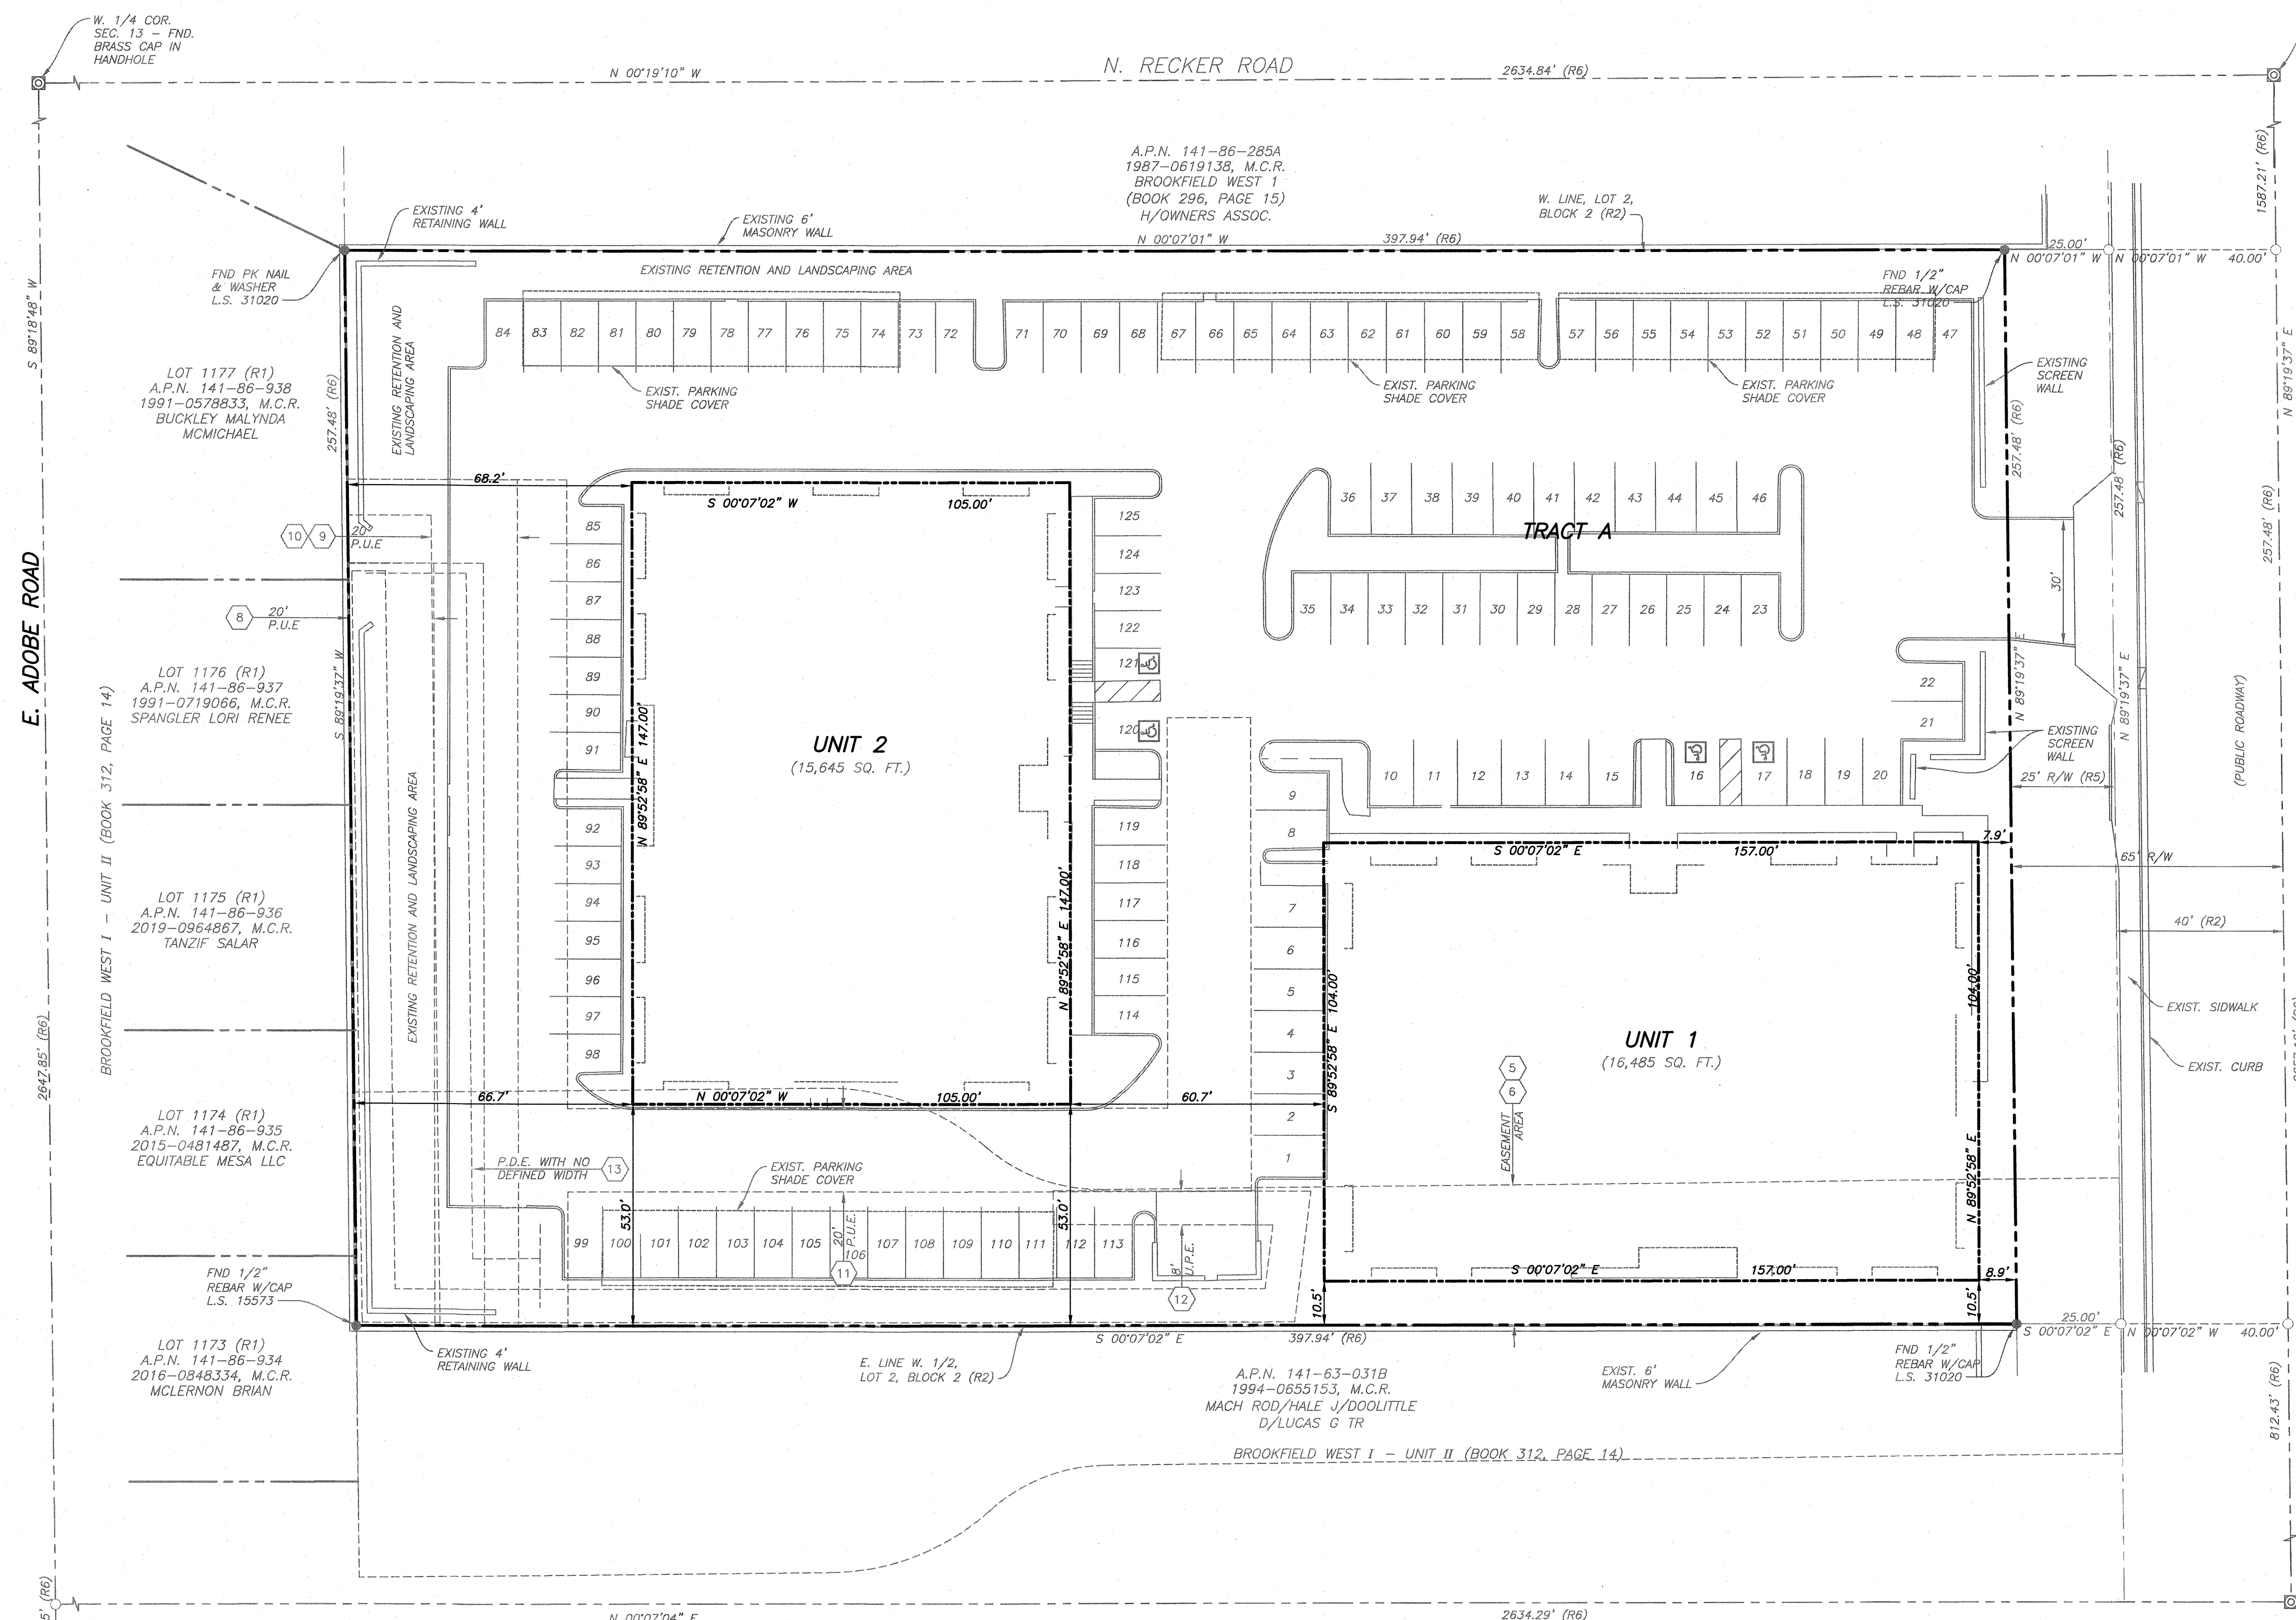 W. 1/4 COR.
SEC. 13 – FND.
BRASS CAP IN
HANDHOLE
N 00°19'10" W
N. RECKER ROAD
2634.84' (R6)
1587.21' (R6)
A.P.N. 141–86–285A
1987–0619138, M.C.R.
BROOKFIELD WEST 1
(BOOK 296, PAGE 15)
H/OWNERS ASSOC.
W. LINE, LOT 2,
BLOCK 2 (R2)
EXISTING 4'
RETAINING WALL
EXISTING 6'
MASONRY WALL
N 00°07'01" W
397.94' (R6)
25.00'
N 00°07'01" W
N 00°07'01" W
40.00'
FND PK NAIL
& WASHER
L.S. 31020
EXISTING RETENTION AND LANDSCAPING AREA
FND 1/2"
REBAR W/CAP
L.S. 31020
S 89°18'48" W
EXISTING RETENTION AND
LANDSCAPING AREA
84 83 82 81 80 79 78 77 76 75 74 73 72 71 70 69 68 67 66 65 64 63 62 61 60 59 58 57 56 55 54 53 52 51 50 49 48 47
EXIST. PARKING
SHADE COVER
EXIST. PARKING
SHADE COVER
EXIST. PARKING
SHADE COVER
EXISTING
SCREEN
WALL
N 89°19'37" E
LOT 1177 (R1)
A.P.N. 141–86–938
1991–0578833, M.C.R.
BUCKLEY MALYNDA
MCMICHAEL
257.48' (R6)
257.48' (R6)
257.48' (R6)
257.48' (R6)
68.2'
S 00°07'02" W
105.00'
10 9
20'
P.U.E
8
20'
P.U.E
E. ADOBE ROAD
85
86
87
88
89
90
91
92
93
94
95
96
97
98
125
124
123
122
121
120
119
118
117
116
115
114
36 37 38 39 40 41 42 43 44 45 46
TRACT A
35 34 33 32 31 30 29 28 27 26 25 24 23
30'
22
21
LOT 1176 (R1)
A.P.N. 141–86–937
1991–0719066, M.C.R.
SPANGLER LORI RENEE
S 89°19'37" W
BROOKFIELD WEST I – UNIT II (BOOK 312, PAGE 14)
N 89°52'58" E 147.00'
UNIT 2
(15,645 SQ. FT.)
N 89°52'58" E 147.00'
N 89°19'37" E
N 89°19'37" E
(PUBLIC ROADWAY)
EXISTING
SCREEN
WALL
25' R/W (R5)
10 11 12 13 14 15 16 17 18 19 20
9
8
7
6
5
4
3
2
1
S 00°07'02" E
157.00'
7.9'
65' R/W
40' (R2)
EXISTING RETENTION AND LANDSCAPING AREA
LOT 1175 (R1)
A.P.N. 141–86–936
2019–0964867, M.C.R.
TANZIF SALAR
S 89°52'58" E 104.00'
104.00'
N 89°52'58" E
EXIST. SIDWALK
UNIT 1
(16,485 SQ. FT.)
EXIST. CURB
2647.85' (R6)
5
6
EASEMENT
AREA
66.7'
N 00°07'02" W
105.00'
60.7'
LOT 1174 (R1)
A.P.N. 141–86–935
2015–0481487, M.C.R.
EQUITABLE MESA LLC
P.D.E. WITH NO
DEFINED WIDTH
13
EXIST. PARKING
SHADE COVER
53.0'
53.0'
99 100 101 102 103 104 105 106 107 108 109 110 111 112 113
20'
P.U.E.
11
8'
U.P.E.
12
S 00°07'02" E
157.00'
8.9'
10.5'
10.5'
FND 1/2"
REBAR W/CAP
L.S. 15573
S 00°07'02" E
397.94' (R6)
25.00'
S 00°07'02" E
N 00°07'02" W
40.00'
LOT 1173 (R1)
A.P.N. 141–86–934
2016–0848334, M.C.R.
MCLERNON BRIAN
EXISTING 4'
RETAINING WALL
E. LINE W. 1/2,
LOT 2, BLOCK 2 (R2)
A.P.N. 141–63–031B
1994–0655153, M.C.R.
MACH ROD/HALE J/DOOLITTLE
D/LUCAS G TR
EXIST. 6'
MASONRY WALL
FND 1/2"
REBAR W/CAP
L.S. 31020
812.43' (R6)
BROOKFIELD WEST I – UNIT II (BOOK 312, PAGE 14)
5' (R6)
N 00°07'04" E
2634.29' (R6)